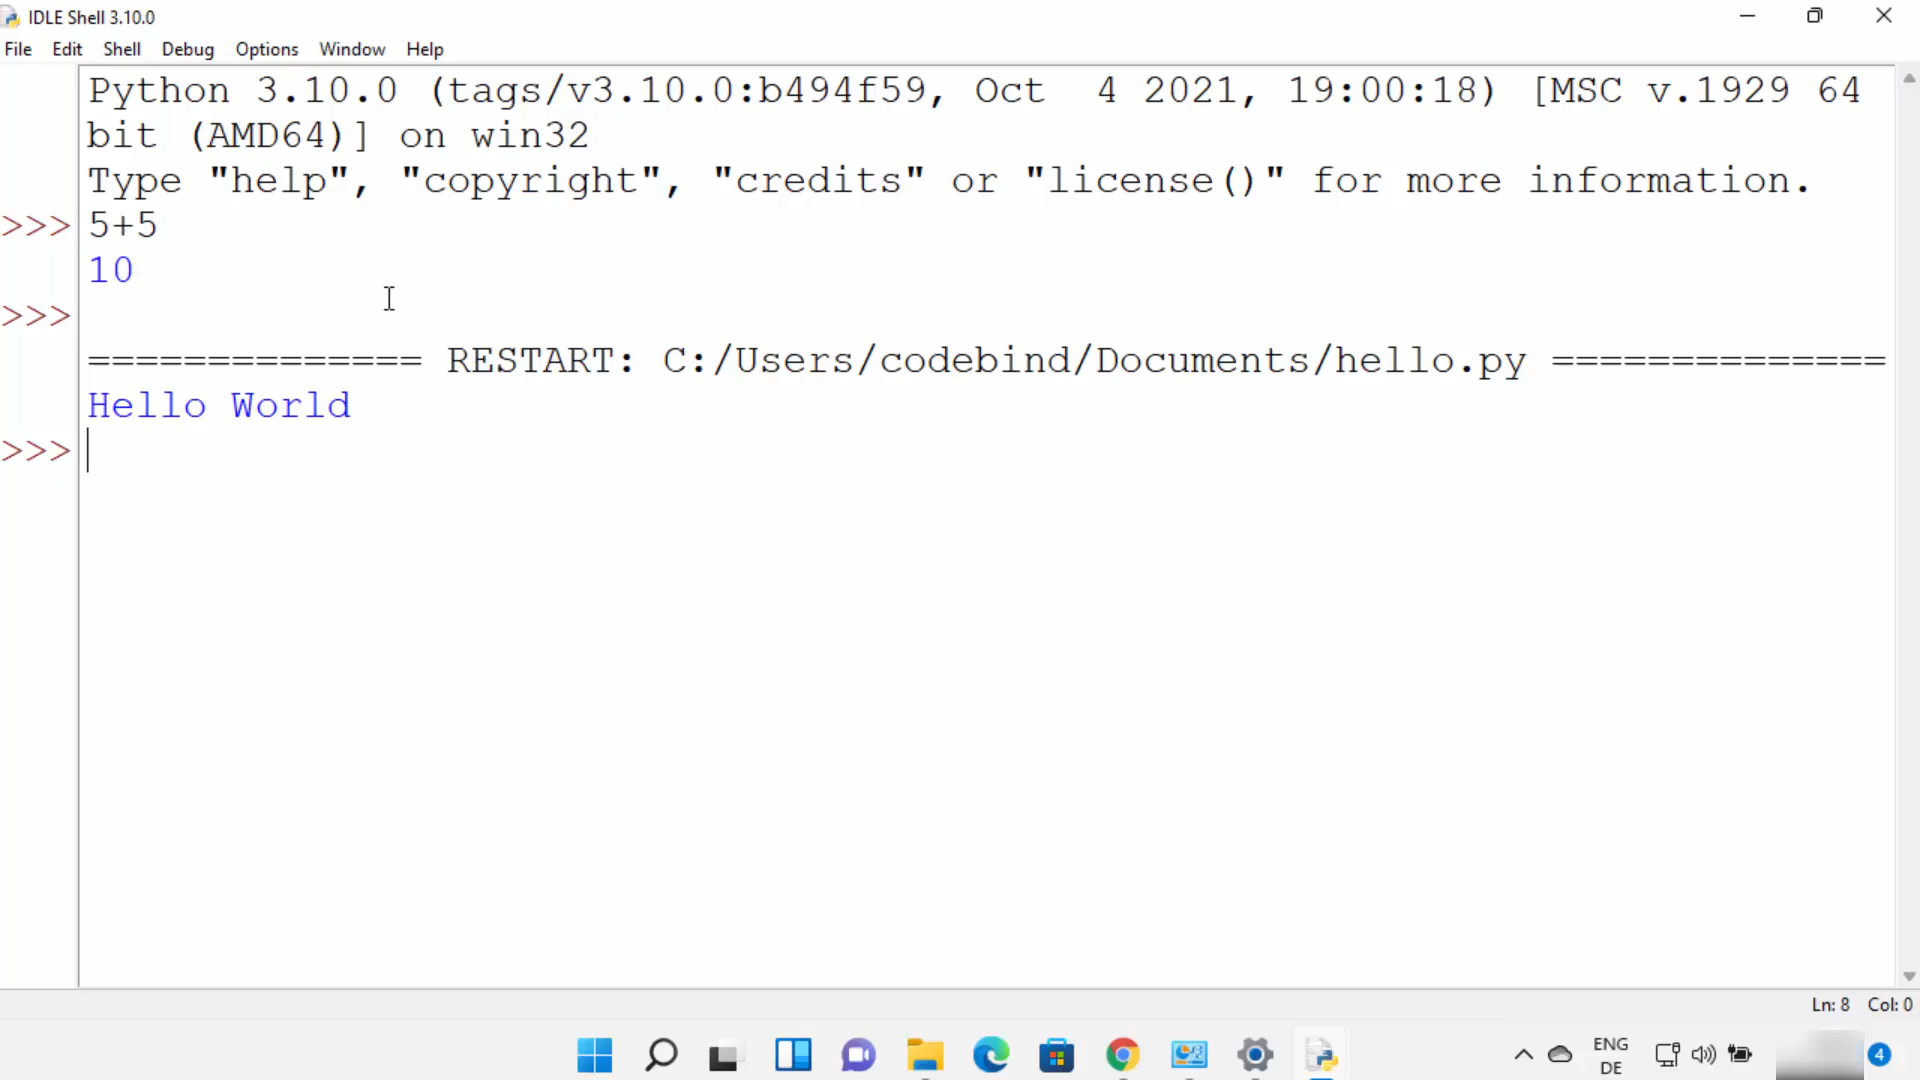 IDLE Shell 3.10.0
File Edit Shell Debug Options Window Help
Python 3.10.0 (tags/v3.10.0:b494f59, Oct  4 2021, 19:00:18) [MSC v.1929 64
bit (AMD64)] on win32
Type "help", "copyright", "credits" or "license()" for more information.
>>> 5+5
10
>>>
============== RESTART: C:/Users/codebind/Documents/hello.py ==============
Hello World
>>>
Ln: 8 Col: 0
ENG
DE
4